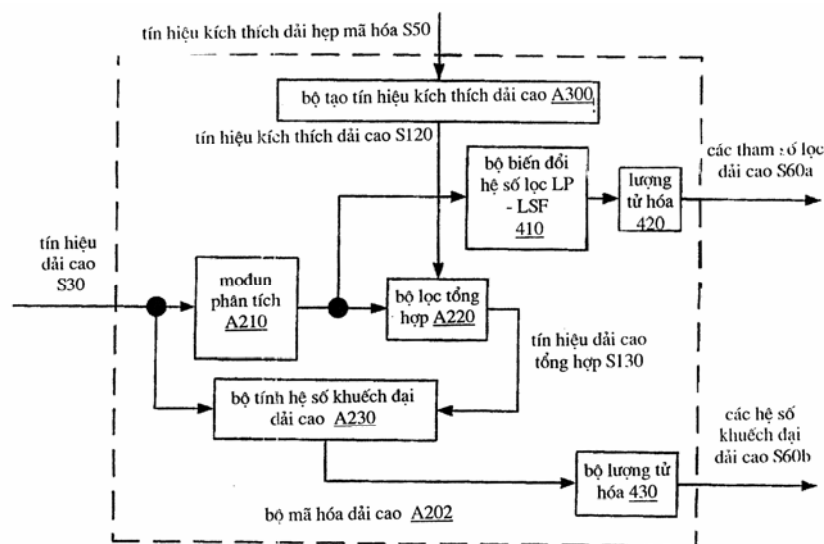 tín hiệu kích thích dải hẹp mã hóa S50
bộ tạo tín hiệu kích thích dải cao A300
tín hiệu kích thích dải cao S120
bộ biến đổi
hệ số lọc LP
- LSF
410
lượng
tử hóa
420
các tham số lọc
dải cao S60a
tín hiệu
dải cao
S30
mođun
phân tích
A210
bộ lọc tổng
hợp A220
tín hiệu dải cao
tổng hợp S130
bộ tính hệ số khuếch đại
dải cao A230
các hệ số
khuếch đại
dải cao S60b
bộ lượng tử
hóa 430
bộ mã hóa dải cao A202